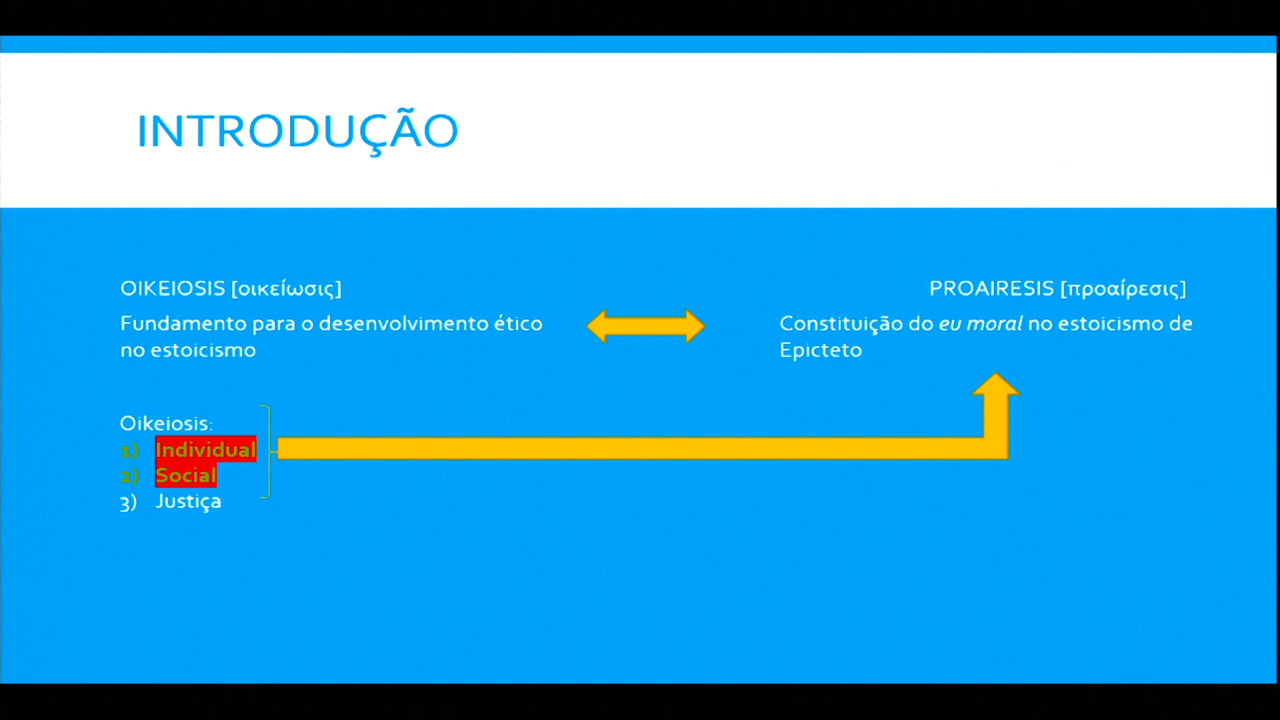 INTRODUÇÃO
OIKEIOSIS [οικείωσις]
Fundamento para o desenvolvimento ético
no estoicismo
PROAIRESIS [προαίρεσις]
Constituição do eu moral no estoicismo de
Epicteto
Oikeiosis:
1) Individual
2) Social
3) Justiça